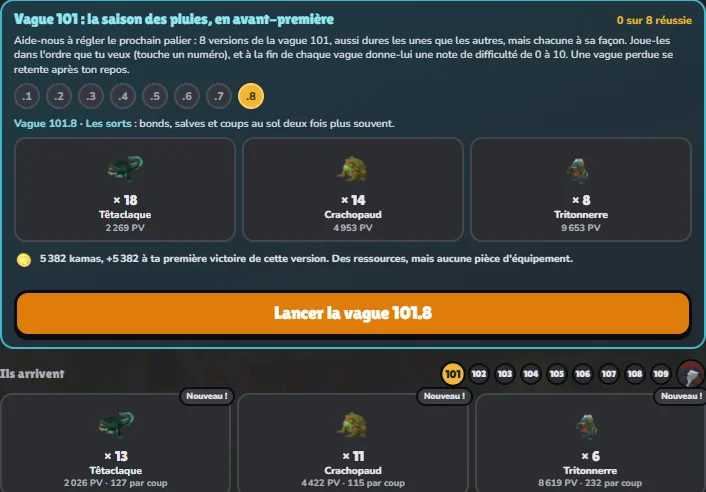 Vague 101 : la saison des pluies, en avant-première
0 sur 8 réussie
Aide-nous à régler le prochain palier : 8 versions de la vague 101, aussi dures les unes que les autres, mais chacune à sa façon. Joue-les
dans l'ordre que tu veux (touche un numéro), et à la fin de chaque vague donne-lui une note de difficulté de 0 à 10. Une vague perdue se
retente après ton repos.
.1 .2 .3 .4 .5 .6 .7 .8
Vague 101.8 · Les sorts : bonds, salves et coups au sol deux fois plus souvent.
× 18
Têtaclaque
2 269 PV
× 14
Crachopaud
4 953 PV
× 8
Tritonnerre
9 653 PV
5 382 kamas, +5 382 à ta première victoire de cette version. Des ressources, mais aucune pièce d'équipement.
Lancer la vague 101.8
Ils arrivent
101 102 103 104 105 106 107 108 109
Nouveau !
× 13
Têtaclaque
2 026 PV · 127 par coup
Nouveau !
× 11
Crachopaud
4 422 PV · 115 par coup
Nouveau !
× 6
Tritonnerre
8 619 PV · 232 par coup